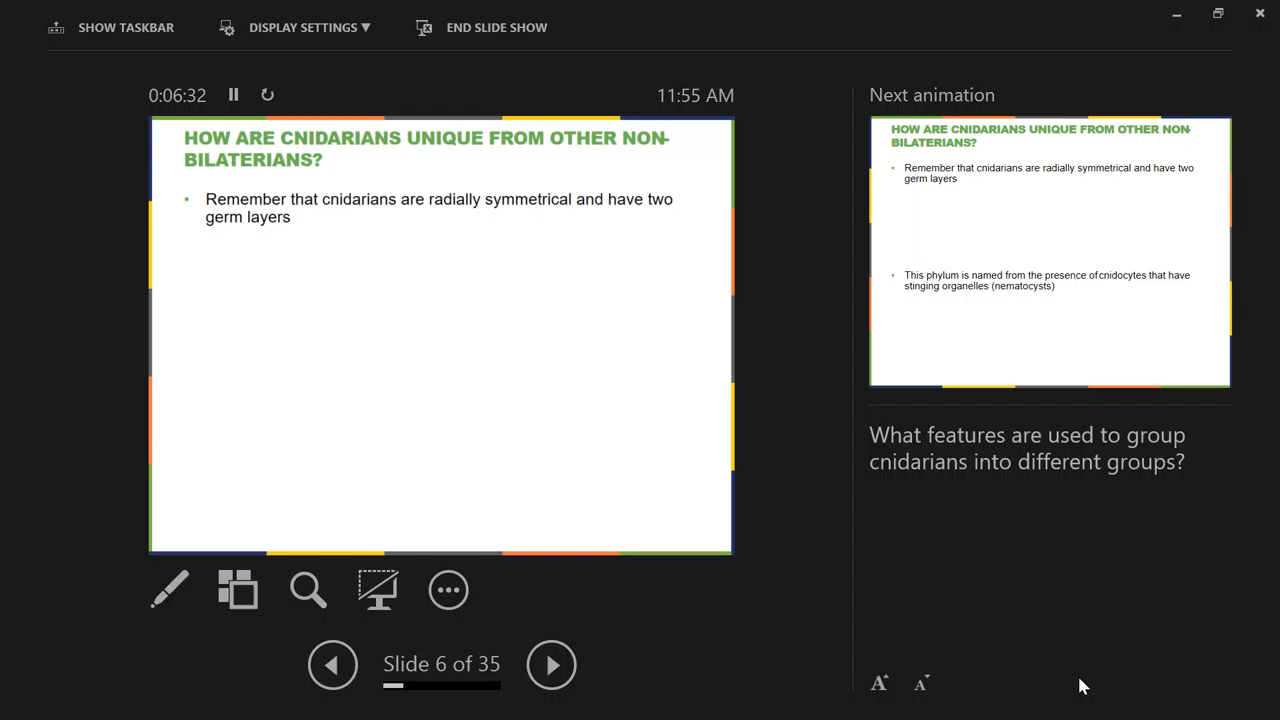 SHOW TASKBAR
DISPLAY SETTINGS ▼
END SLIDE SHOW
0:06:32
11:55 AM
HOW ARE CNIDARIANS UNIQUE FROM OTHER NON-
BILATERIANS?
• Remember that cnidarians are radially symmetrical and have two
germ layers
Slide 6 of 35
Next animation
HOW ARE CNIDARIANS UNIQUE FROM OTHER NON-
BILATERIANS?
• Remember that cnidarians are radially symmetrical and have two
germ layers
• This phylum is named from the presence of cnidocytes that have
stinging organelles (nematocysts)
What features are used to group
cnidarians into different groups?
A A